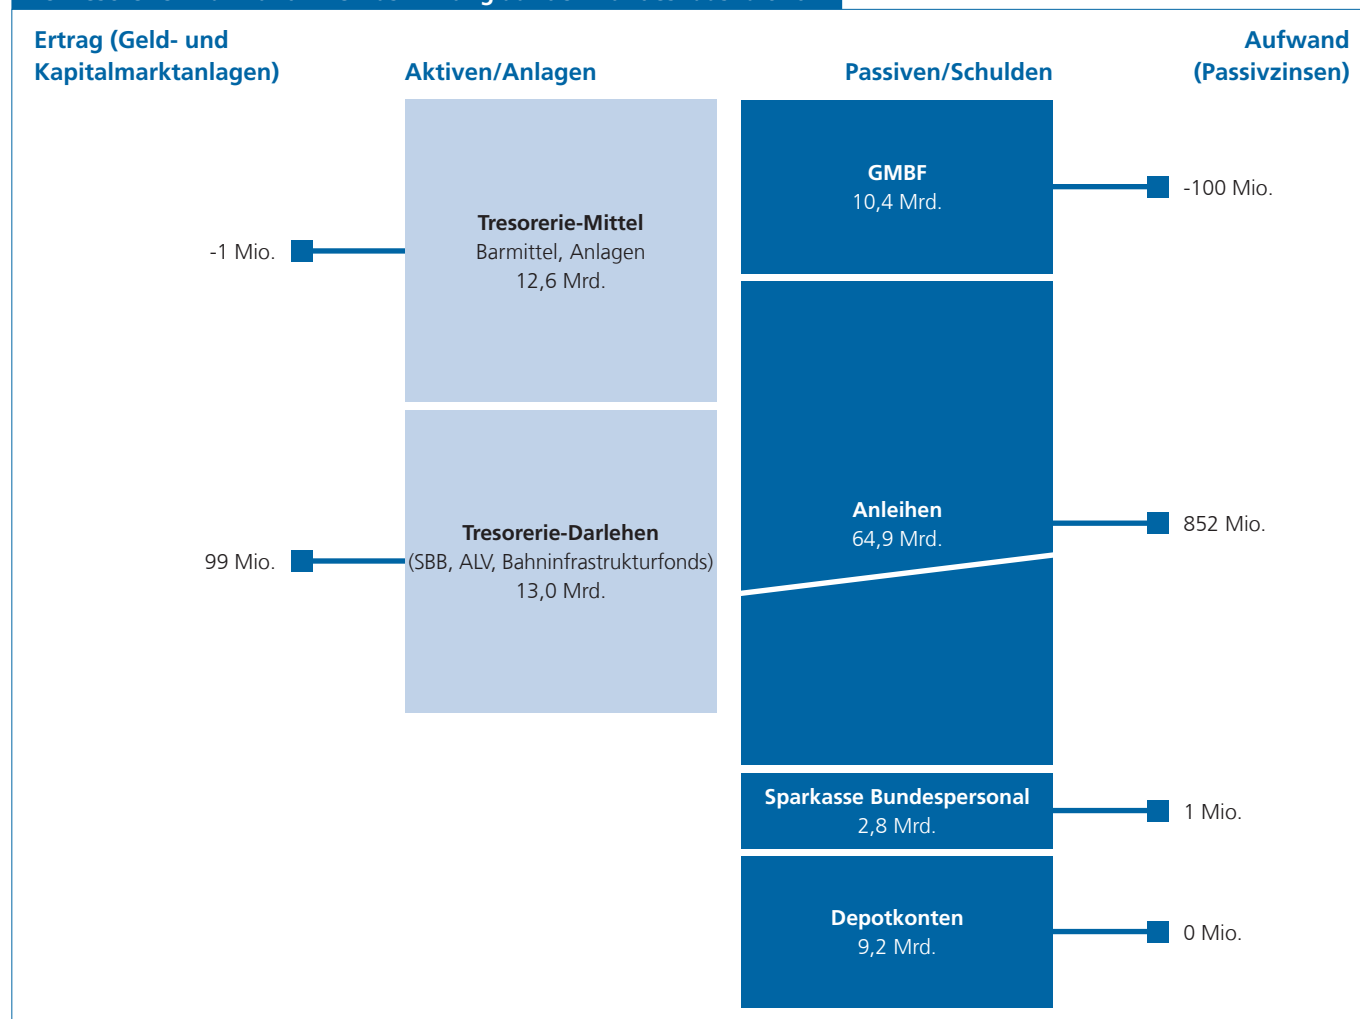 Ertrag (Geld- und
Kapitalmarktanlagen)
Aktiven/Anlagen
Passiven/Schulden
Aufwand
(Passivzinsen)
-1 Mio.
Tresorerie-Mittel
Barmittel, Anlagen
12,6 Mrd.
99 Mio.
Tresorerie-Darlehen
(SBB, ALV, Bahninfrastrukturfonds)
13,0 Mrd.
GMBF
10,4 Mrd.
-100 Mio.
Anleihen
64,9 Mrd.
852 Mio.
Sparkasse Bundespersonal
2,8 Mrd.
1 Mio.
Depotkonten
9,2 Mrd.
0 Mio.